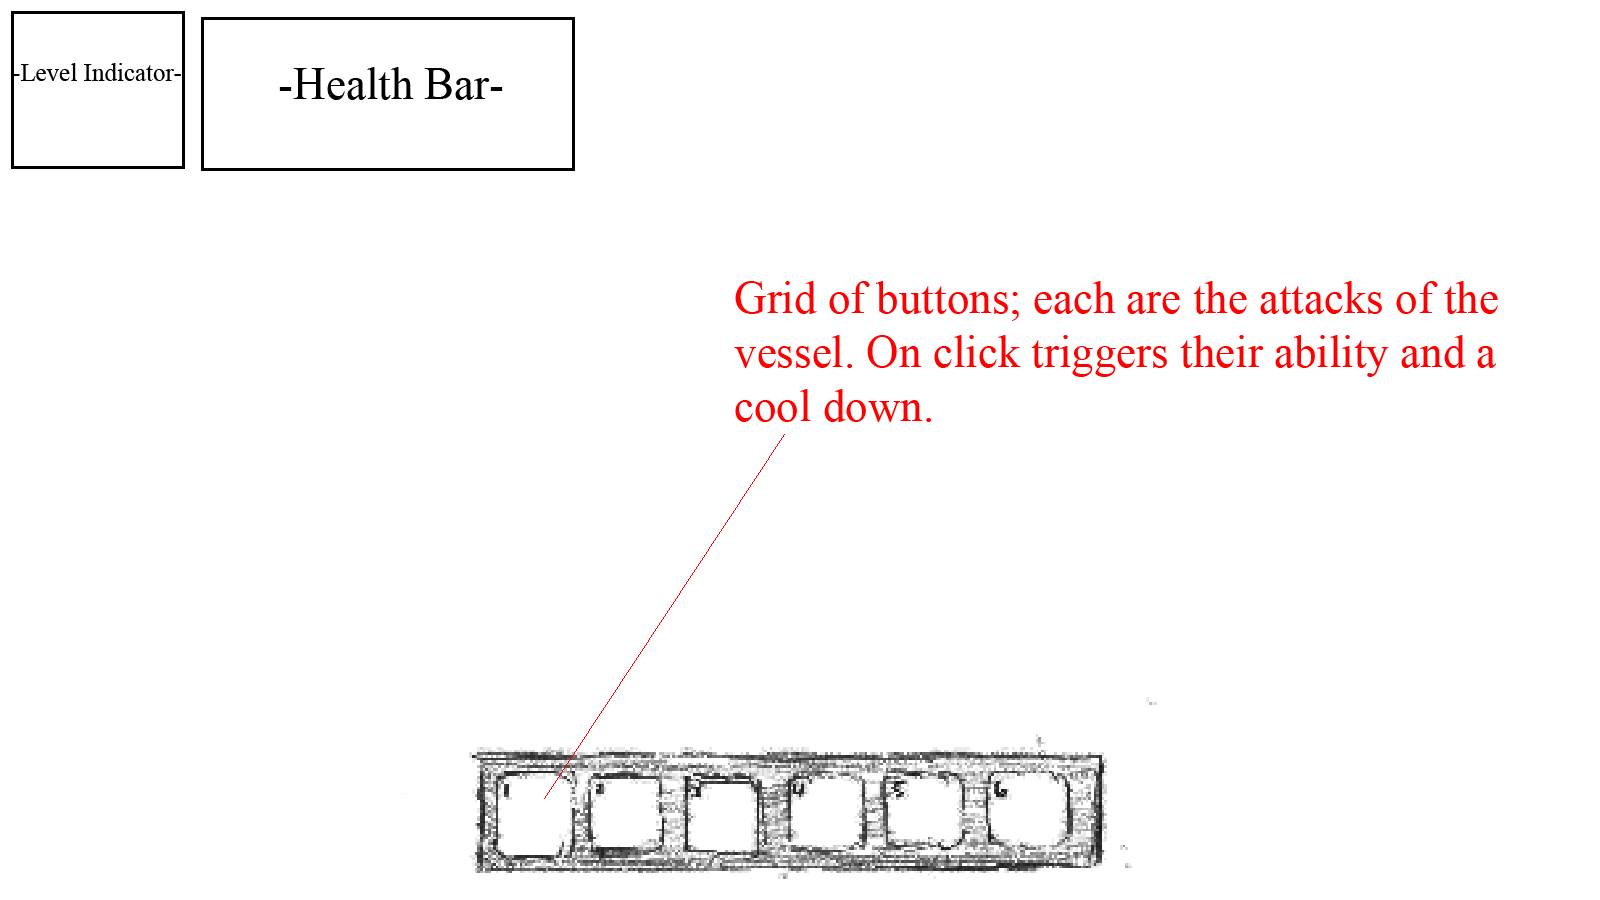 -Level Indicator-
-Health Bar-
Grid of buttons; each are the attacks of the
vessel. On click triggers their ability and a
cool down.
1 2 3 4 5 6